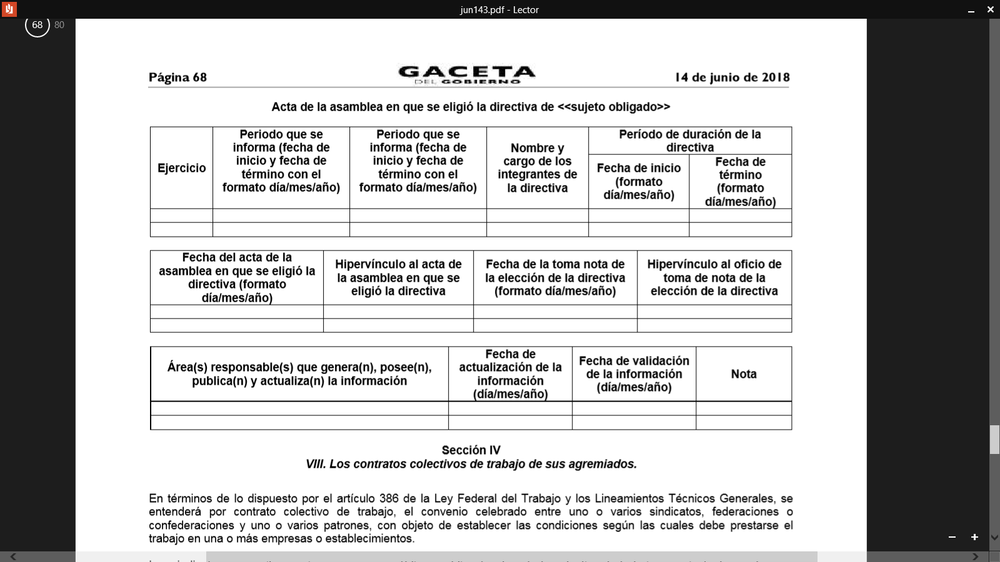 jun143.pdf - Lector
68 80
Página 68
GACETA
DEL GOBIERNO
14 de junio de 2018
Acta de la asamblea en que se eligió la directiva de <<sujeto obligado>>
Ejercicio
Periodo que se
informa (fecha de
inicio y fecha de
término con el
formato día/mes/año)
Periodo que se
informa (fecha de
inicio y fecha de
término con el
formato día/mes/año)
Nombre y
cargo de los
integrantes de
la directiva
Período de duración de la
directiva
Fecha de inicio
(formato
día/mes/año)
Fecha de
término
(formato
día/mes/año)
Fecha del acta de la
asamblea en que se eligió la
directiva (formato
día/mes/año)
Hipervínculo al acta de
la asamblea en que se
eligió la directiva
Fecha de la toma nota de
la elección de la directiva
(formato día/mes/año)
Hipervínculo al oficio de
toma de nota de la
elección de la directiva
Área(s) responsable(s) que genera(n), posee(n),
publica(n) y actualiza(n) la información
Fecha de
actualización de la
información
(día/mes/año)
Fecha de validación
de la información
(día/mes/año)
Nota
Sección IV
VIII. Los contratos colectivos de trabajo de sus agremiados.
En términos de lo dispuesto por el artículo 386 de la Ley Federal del Trabajo y los Lineamientos Técnicos Generales, se
entenderá por contrato colectivo de trabajo, el convenio celebrado entre uno o varios sindicatos, federaciones o
confederaciones y uno o varios patrones, con objeto de establecer las condiciones según las cuales debe prestarse el
trabajo en una o más empresas o establecimientos.